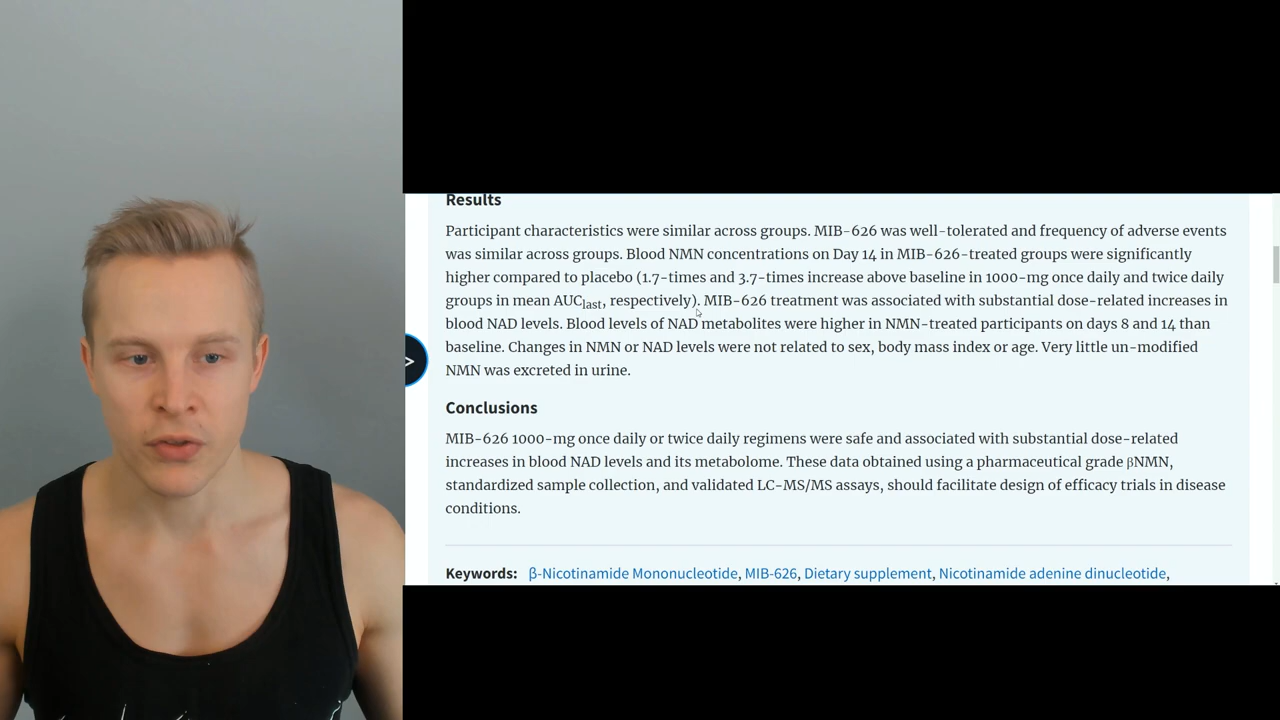 Results
Participant characteristics were similar across groups. MIB-626 was well-tolerated and frequency of adverse events
was similar across groups. Blood NMN concentrations on Day 14 in MIB-626-treated groups were significantly
higher compared to placebo (1.7-times and 3.7-times increase above baseline in 1000-mg once daily and twice daily
groups in mean AUClast, respectively). MIB-626 treatment was associated with substantial dose-related increases in
blood NAD levels. Blood levels of NAD metabolites were higher in NMN-treated participants on days 8 and 14 than
baseline. Changes in NMN or NAD levels were not related to sex, body mass index or age. Very little un-modified
NMN was excreted in urine.
Conclusions
MIB-626 1000-mg once daily or twice daily regimens were safe and associated with substantial dose-related
increases in blood NAD levels and its metabolome. These data obtained using a pharmaceutical grade βNMN,
standardized sample collection, and validated LC-MS/MS assays, should facilitate design of efficacy trials in disease
conditions.
Keywords: β-Nicotinamide Mononucleotide, MIB-626, Dietary supplement, Nicotinamide adenine dinucleotide,